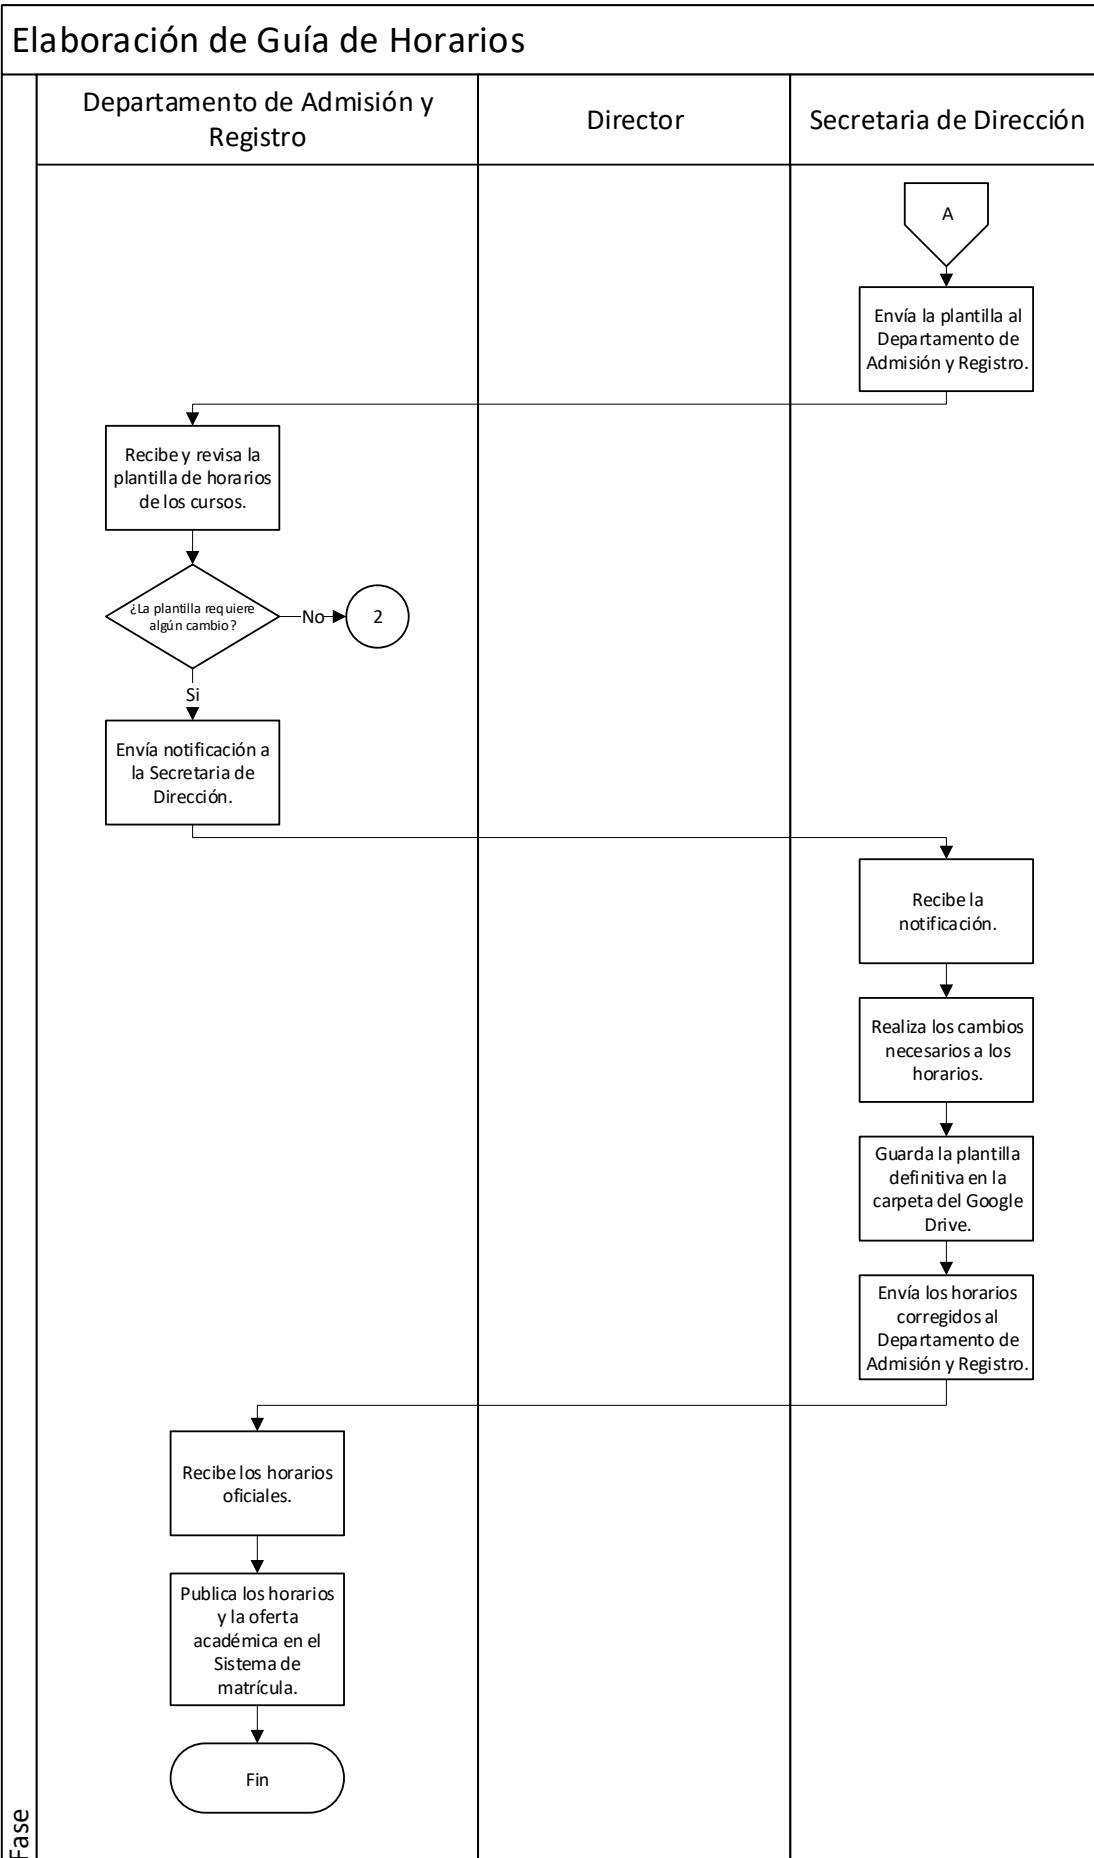 Elaboración de Guía de Horarios
Departamento de Admisión y
Registro
Director
Secretaria de Dirección
A
Envía la plantilla al
Departamento de
Admisión y Registro.
Recibe y revisa la
plantilla de horarios
de los cursos.
¿La plantilla requiere
algún cambio?
No
2
Si
Envía notificación a
la Secretaria de
Dirección.
Recibe la
notificación.
Realiza los cambios
necesarios a los
horarios.
Guarda la plantilla
definitiva en la
carpeta del Google
Drive.
Envía los horarios
corregidos al
Departamento de
Admisión y Registro.
Recibe los horarios
oficiales.
Publica los horarios
y la oferta
académica en el
Sistema de
matrícula.
Fin
Fase